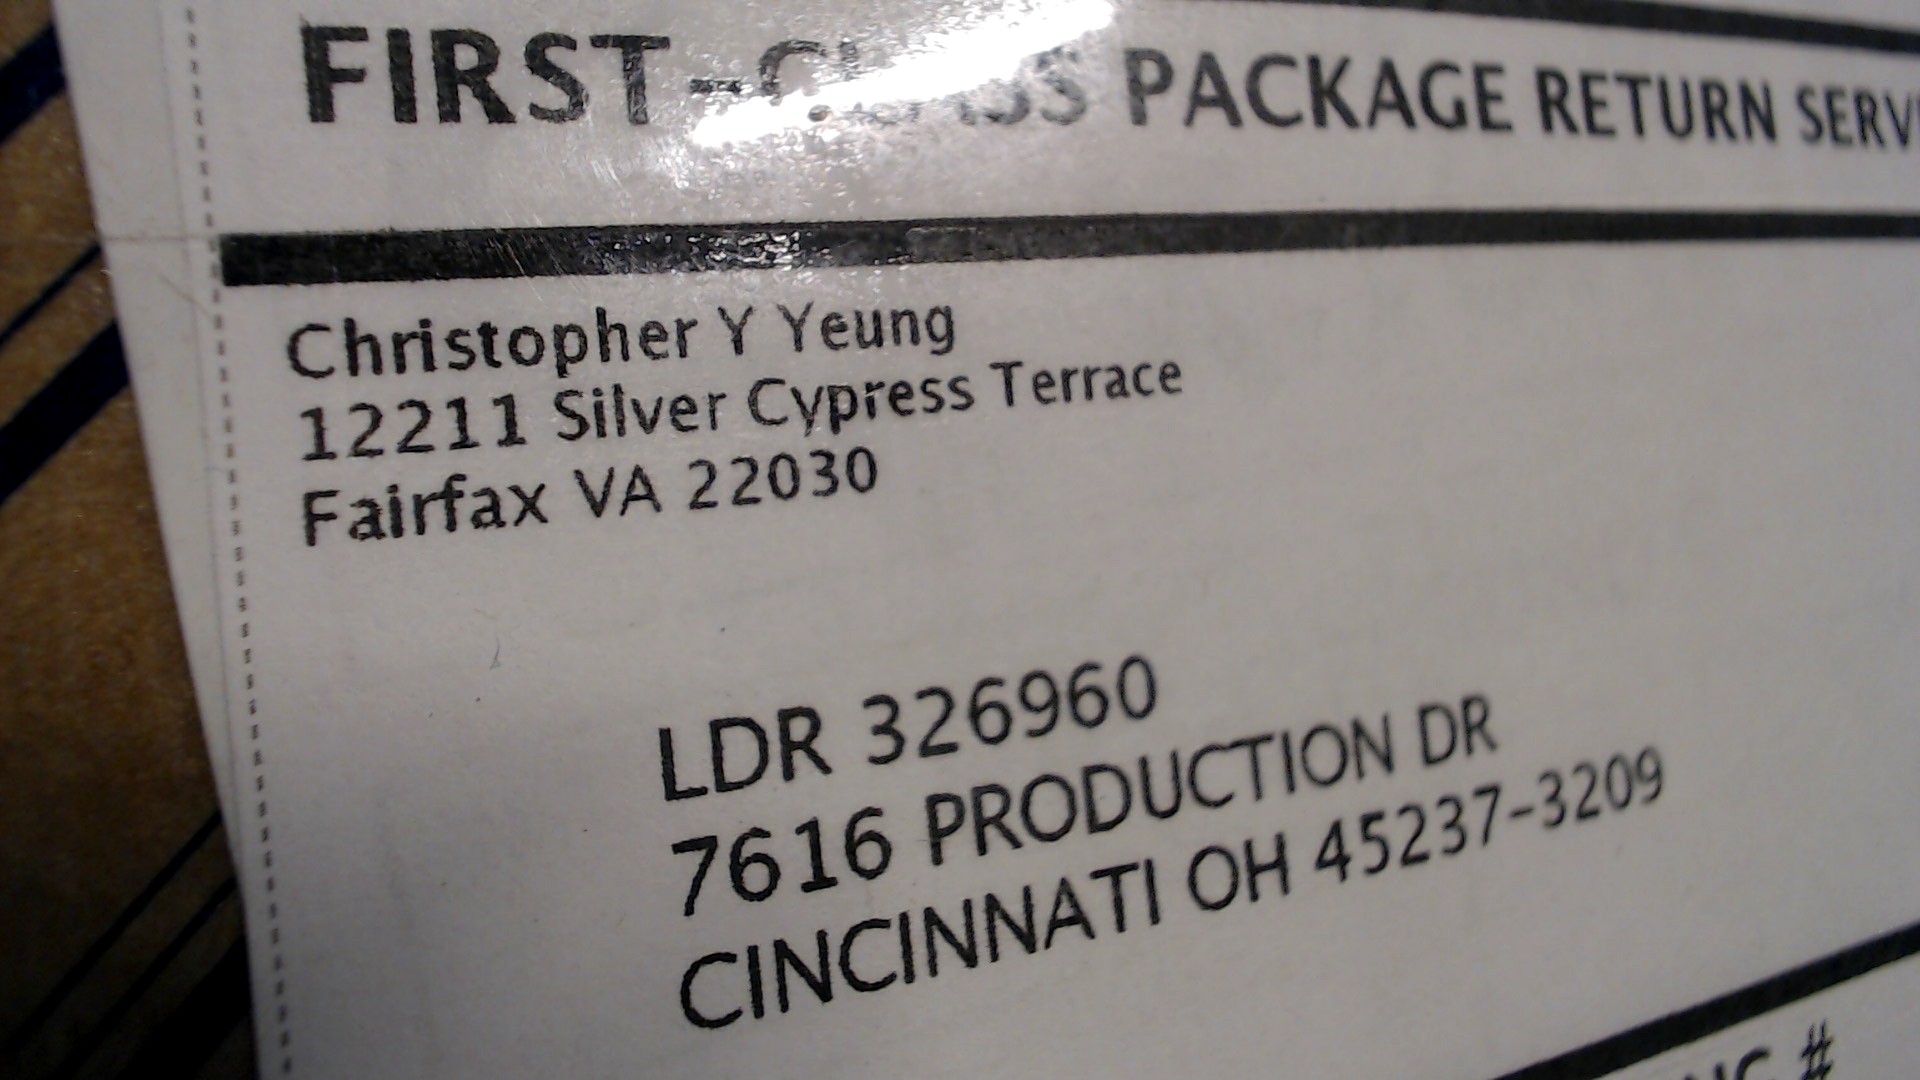 FIRST-CLASS PACKAGE RETURN SERV
Christopher Y Yeung
12211 Silver Cypress Terrace
Fairfax VA 22030
LDR 326960
7616 PRODUCTION DR
CINCINNATI OH 45237-3209
#